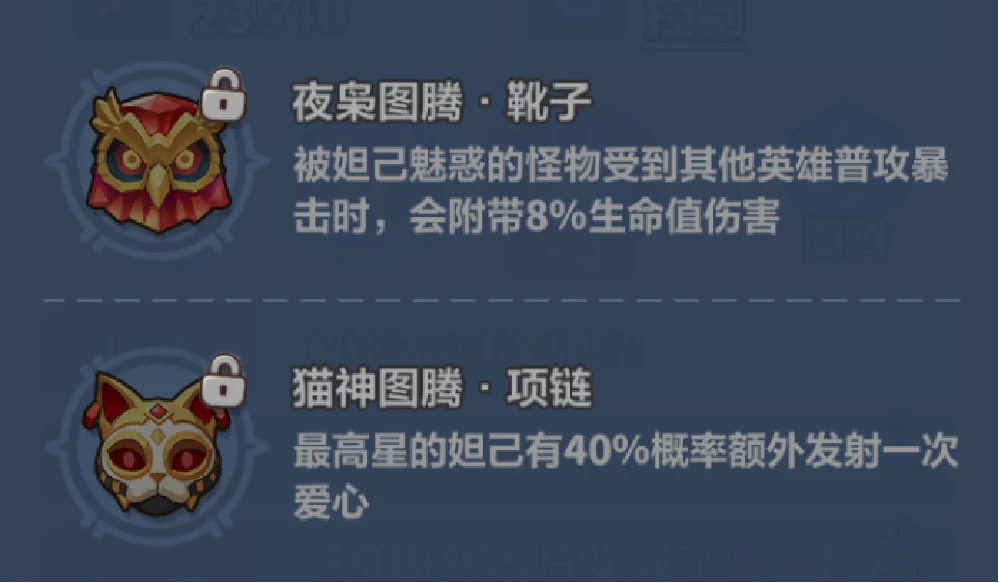 23540
控制
夜枭图腾·靴子
被妲己魅惑的怪物受到其他英雄普攻暴
击时，会附带8%生命值伤害
猫神图腾·项链
最高星的妲己有40%概率额外发射一次
爱心